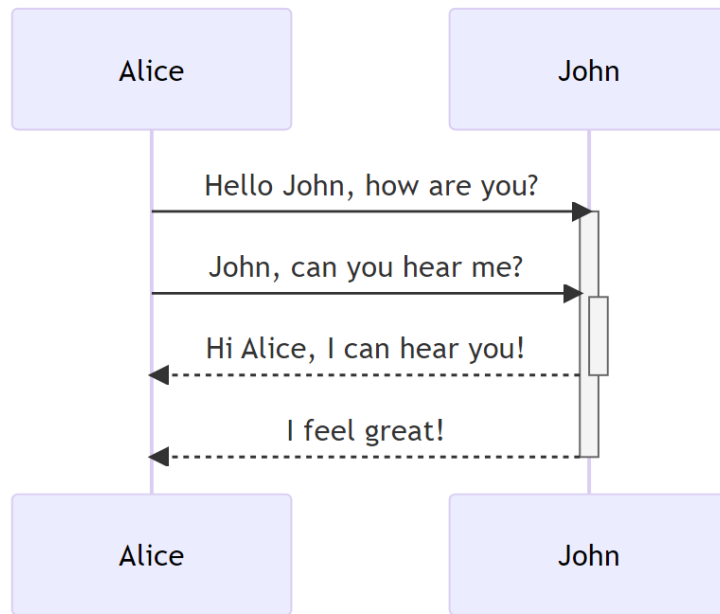 Alice
John
Hello John, how are you?
John, can you hear me?
Hi Alice, I can hear you!
I feel great!
Alice
John